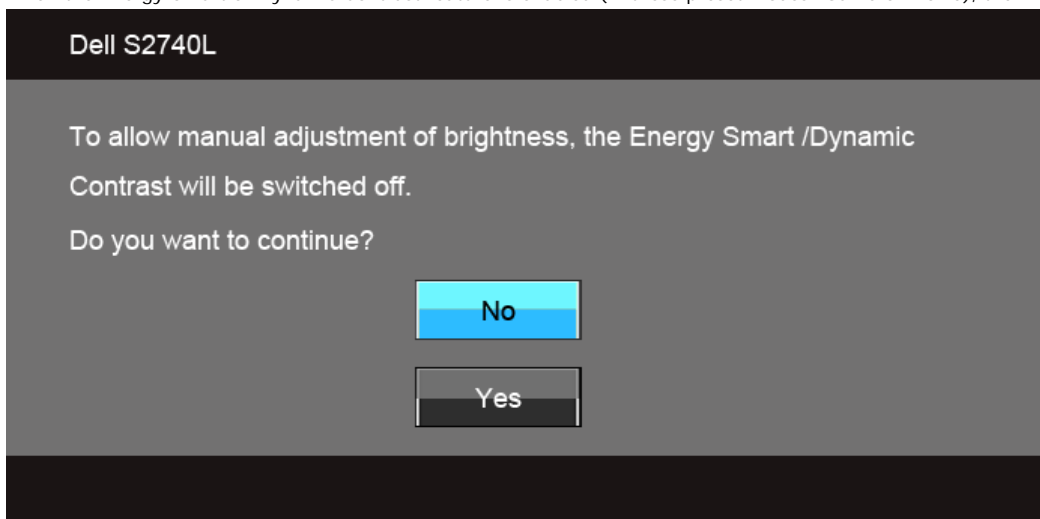 Dell S2740L
To allow manual adjustment of brightness, the Energy Smart /Dynamic
Contrast will be switched off.
Do you want to continue?
No
Yes